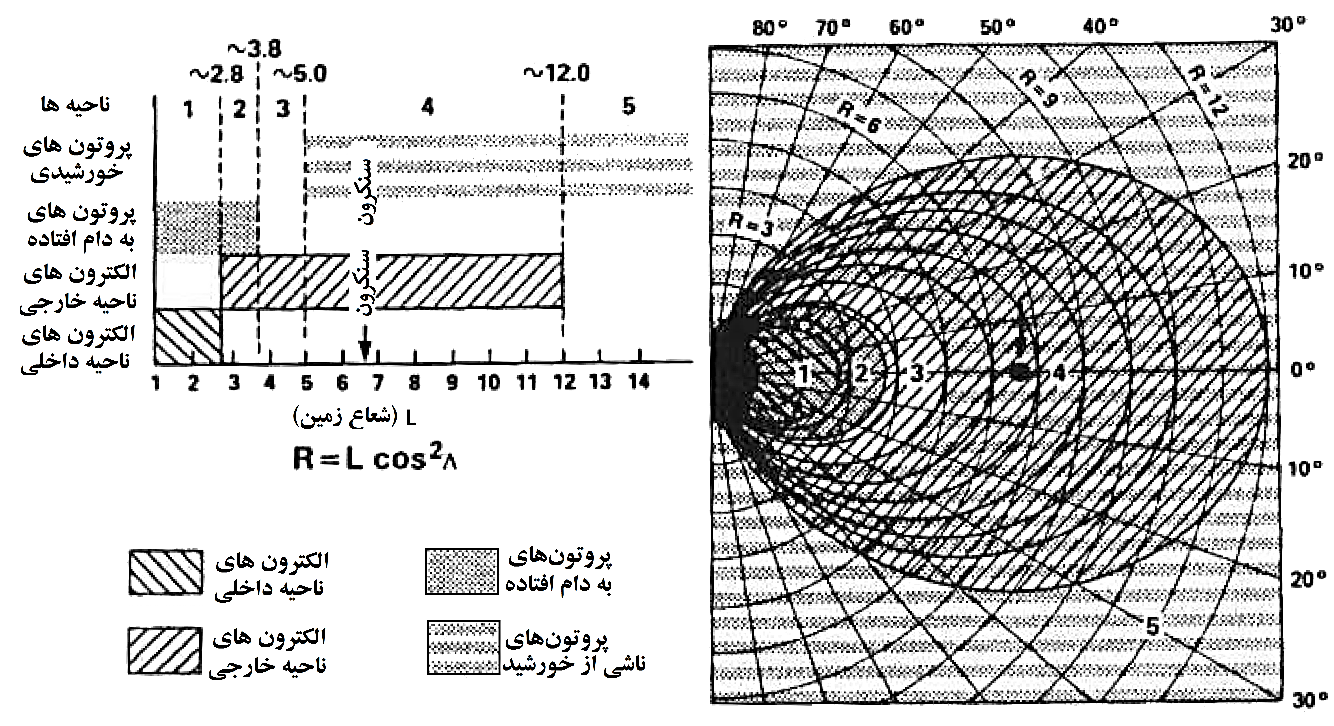 ~3.8
~2.8 ~5.0 ~12.0
ناحیه ها 1 2 3 4 5
پروتون های
خورشیدی
پروتون های
به دام افتاده
الکترون های
ناحیه خارجی
الکترون های
ناحیه داخلی
سنکرون
سنکرون
1 2 3 4 5 6 7 8 9 10 11 12 13 14
L (شعاع زمین)
R = L cos²Λ
الکترون های
ناحیه داخلی
پروتون‌های
به دام افتاده
الکترون های
ناحیه خارجی
پروتون‌های
ناشی از خورشید
80° 70° 60° 50° 40° 30°
R=9 R=12
R=6
R=3
20°
10°
0°
10°
20°
30°
1 2 3 4
5